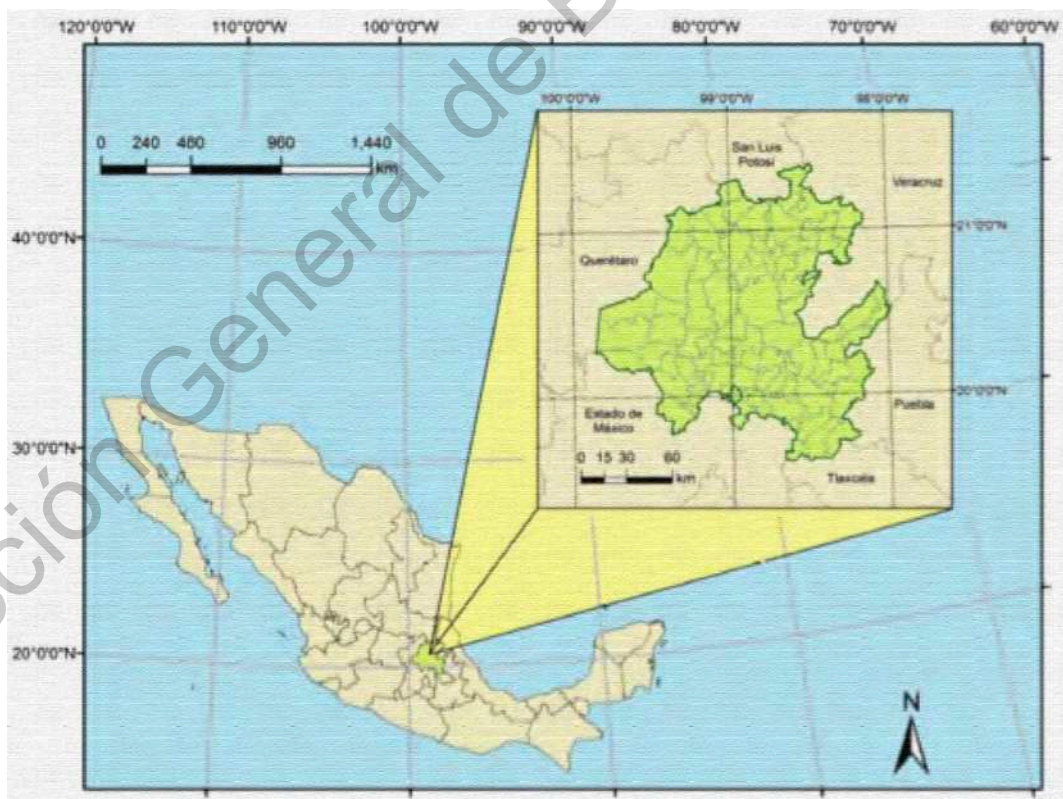 120°0'0"W 110°0'0"W 100°0'0"W 90°0'0"W 80°0'0"W 70°0'0"W 60°0'0"W
0 240 480 960 1,440
km
40°0'0"N
30°0'0"N
20°0'0"N
100°0'0"W 99°0'0"W 98°0'0"W
San Luis
Potosí
Veracruz
21°0'0"N
Querétaro
20°0'0"N
Puebla
Estado de
México
0 15 30 60
km
Tlaxcala
N
ción General de B